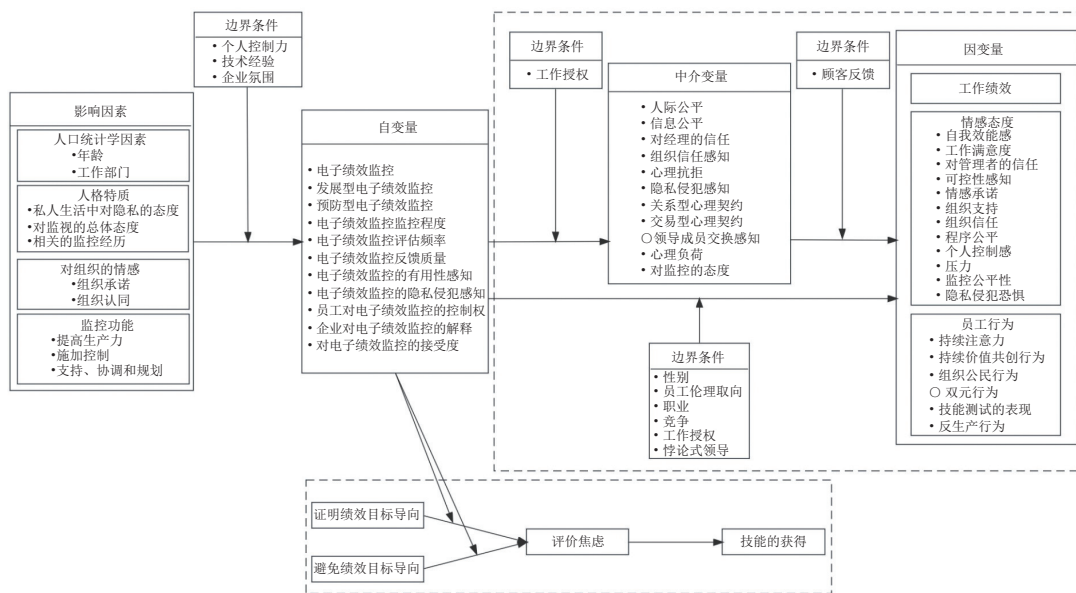 边界条件
• 个人控制力
• 技术经验
• 企业氛围
影响因素
人口统计学因素
•年龄
•工作部门
人格特质
•私人生活中对隐私的态度
•对监视的总体态度
•相关的监控经历
对组织的情感
•组织承诺
•组织认同
监控功能
•提高生产力
•施加控制
•支持、协调和规划
自变量
•电子绩效监控
•发展型电子绩效监控
•预防型电子绩效监控
•电子绩效监控监控程度
•电子绩效监控评估频率
•电子绩效监控反馈质量
•电子绩效监控的有用性感知
•电子绩效监控的隐私侵犯感知
•员工对电子绩效监控的控制权
•企业对电子绩效监控的解释
•对电子绩效监控的接受度
边界条件
• 工作授权
中介变量
• 人际公平
• 信息公平
• 对经理的信任
• 组织信任感知
• 心理抗拒
• 隐私侵犯感知
• 关系型心理契约
• 交易型心理契约
○领导成员交换感知
• 心理负荷
• 对监控的态度
边界条件
• 顾客反馈
因变量
工作绩效
情感态度
• 自我效能感
• 工作满意度
• 对管理者的信任
• 可控性感知
• 情感承诺
• 组织支持
• 组织信任
• 程序公平
• 个人控制感
• 压力
• 监控公平性
• 隐私侵犯恐惧
员工行为
• 持续注意力
• 持续价值共创行为
• 组织公民行为
○ 双元行为
• 技能测试的表现
• 反生产行为
边界条件
•性别
•员工伦理取向
•职业
•竞争
•工作授权
•悖论式领导
证明绩效目标导向
避免绩效目标导向
评价焦虑
技能的获得